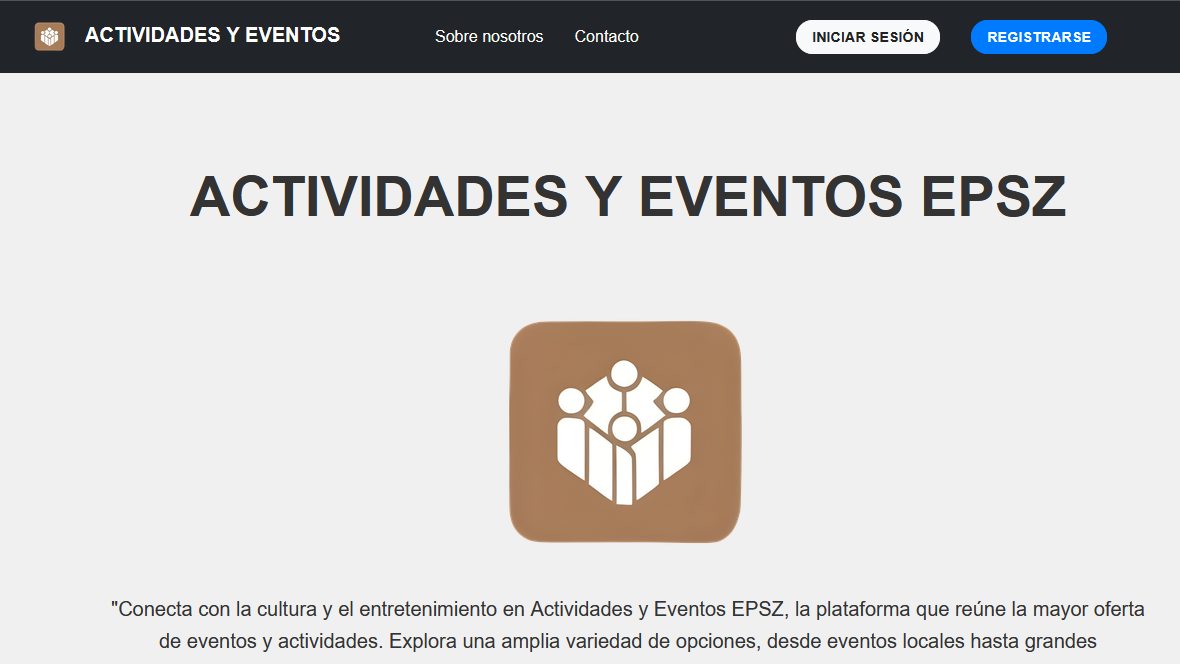 ACTIVIDADES Y EVENTOS
Sobre nosotros
Contacto
INICIAR SESIÓN
REGISTRARSE
ACTIVIDADES Y EVENTOS EPSZ
"Conecta con la cultura y el entretenimiento en Actividades y Eventos EPSZ, la plataforma que reúne la mayor oferta
de eventos y actividades. Explora una amplia variedad de opciones, desde eventos locales hasta grandes